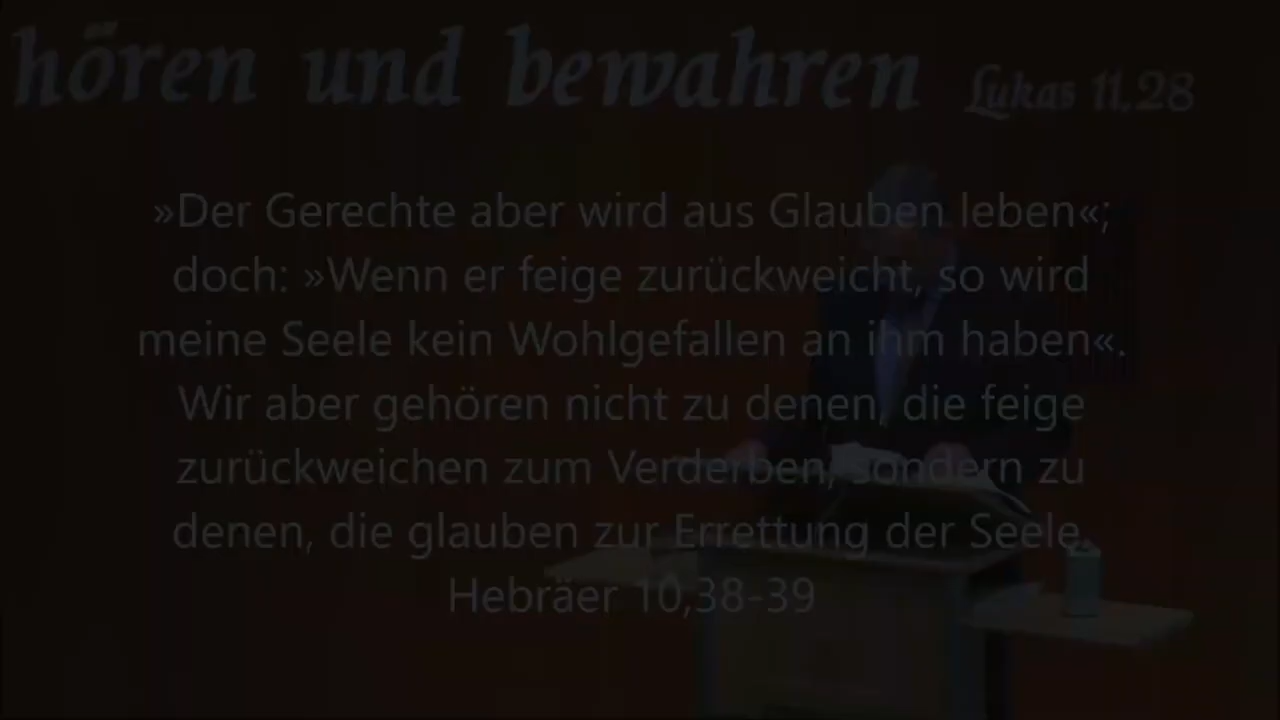 hören und bewahren Lukas 11.28
»Der Gerechte aber wird aus Glauben leben«;
doch: »Wenn er feige zurückweicht, so wird
meine Seele kein Wohlgefallen an ihm haben«.
Wir aber gehören nicht zu denen, die feige
zurückweichen zum Verderben, sondern zu
denen, die glauben zur Errettung der Seele.
Hebräer 10,38-39